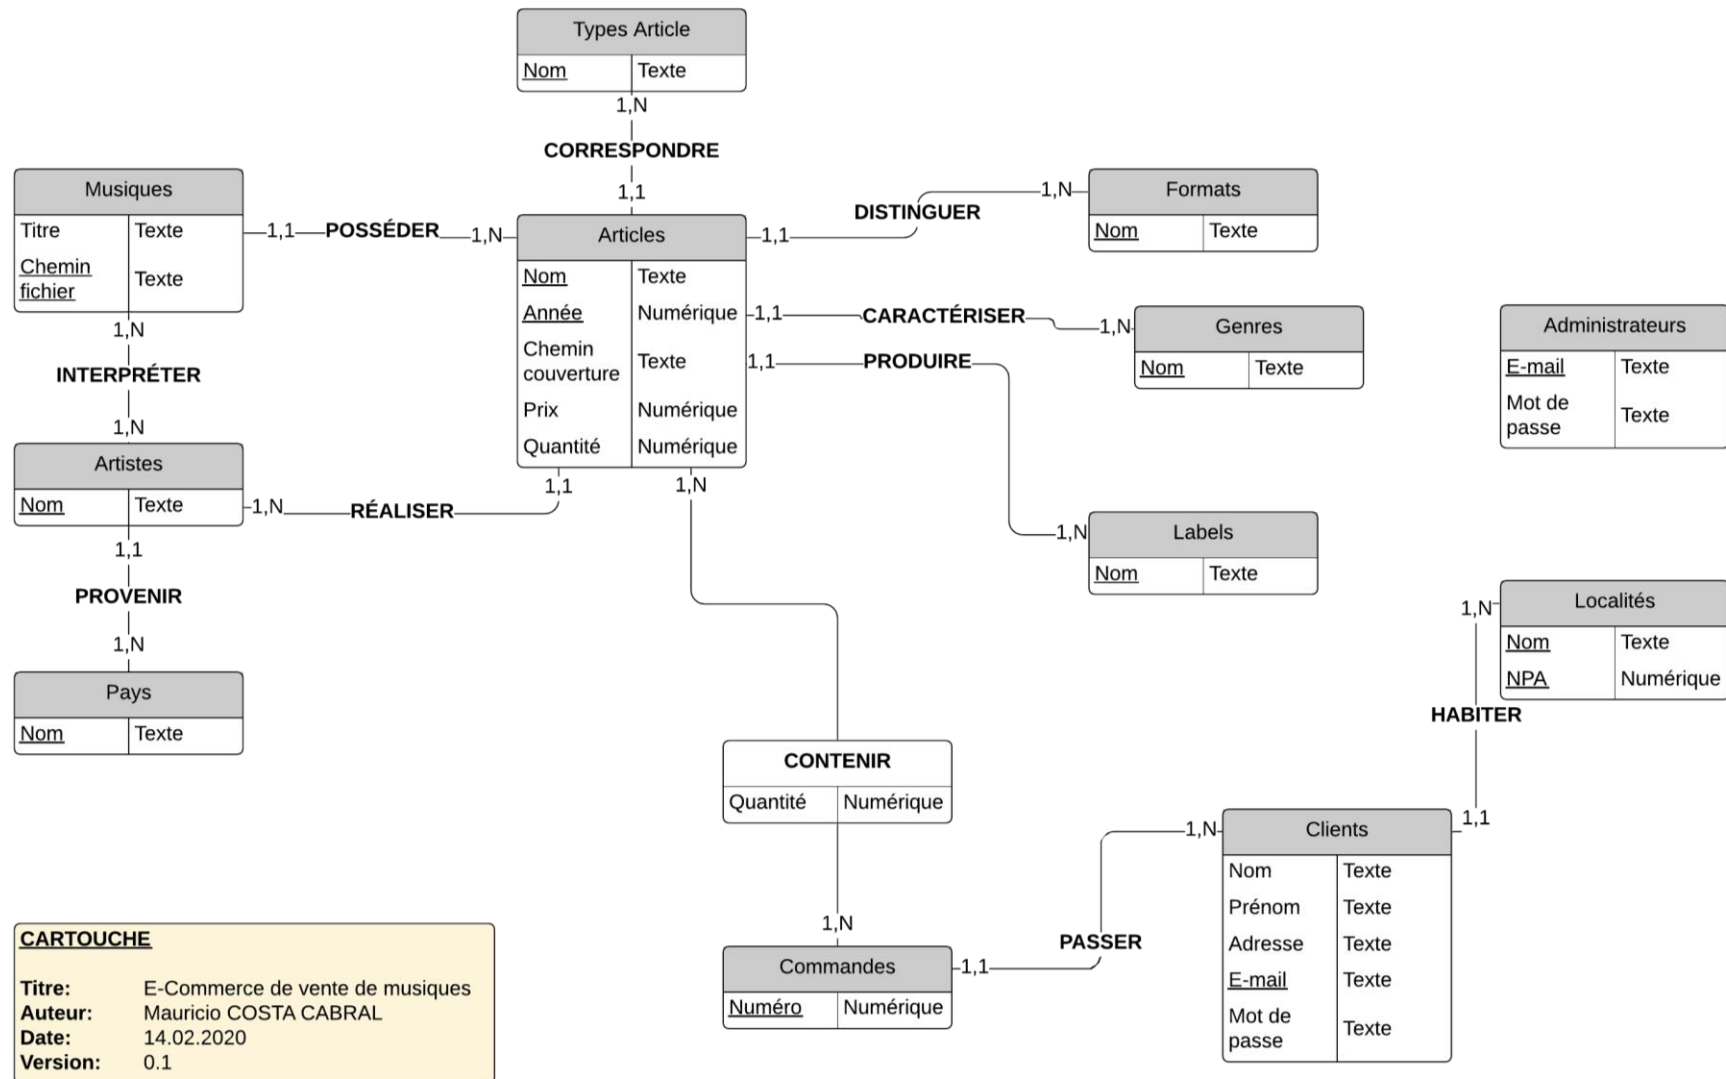 Types Article
Nom Texte
1,N
CORRESPONDRE
1,1
Musiques
Titre Texte
Chemin
fichier Texte
1,1 POSSÉDER 1,N
Articles
Nom Texte
Année Numérique
Chemin
couverture Texte
Prix Numérique
Quantité Numérique
1,1 DISTINGUER 1,N
Formats
Nom Texte
1,1 CARACTÉRISER 1,N
Genres
Nom Texte
1,1 PRODUIRE 1,N
Labels
Nom Texte
Administrateurs
E-mail Texte
Mot de
passe Texte
1,N
INTERPRÉTER
1,N
Artistes
Nom Texte
1,N RÉALISER 1,1
1,1
PROVENIR
1,N
Pays
Nom Texte
1,N
CONTENIR
Quantité Numérique
1,N
Commandes
Numéro Numérique
1,1 PASSER 1,N
Clients
Nom Texte
Prénom Texte
Adresse Texte
E-mail Texte
Mot de
passe Texte
1,1
HABITER
1,N
Localités
Nom Texte
NPA Numérique
CARTOUCHE
Titre: E-Commerce de vente de musiques
Auteur: Mauricio COSTA CABRAL
Date: 14.02.2020
Version: 0.1